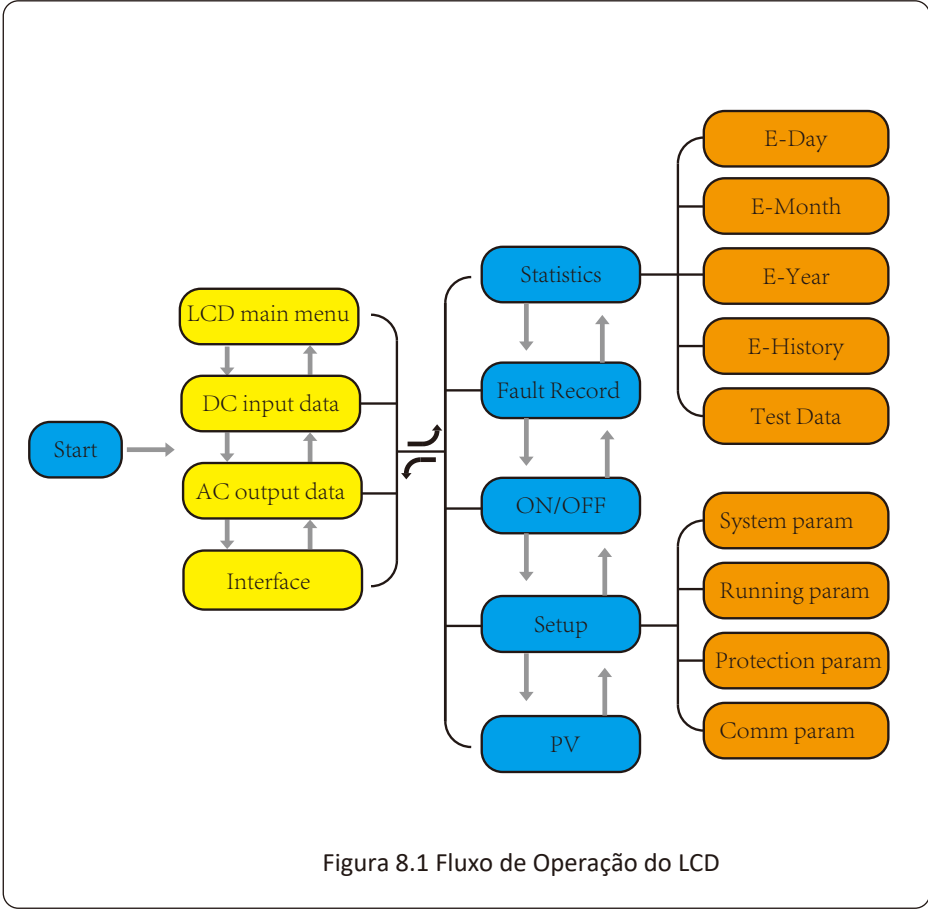 Start
LCD main menu
DC input data
AC output data
Interface
Statistics
Fault Record
ON/OFF
Setup
PV
E-Day
E-Month
E-Year
E-History
Test Data
System param
Running param
Protection param
Comm param
Figura 8.1 Fluxo de Operação do LCD